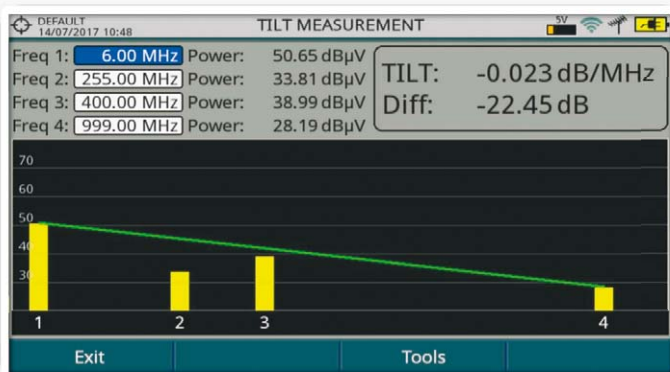 DEFAULT
14/07/2017 10:48
TILT MEASUREMENT
5V
Freq 1: 6.00 MHz Power: 50.65 dBµV
Freq 2: 255.00 MHz Power: 33.81 dBµV
Freq 3: 400.00 MHz Power: 38.99 dBµV
Freq 4: 999.00 MHz Power: 28.19 dBµV
TILT: -0.023 dB/MHz
Diff: -22.45 dB
70
60
50
40
30
1 2 3 4
Exit Tools